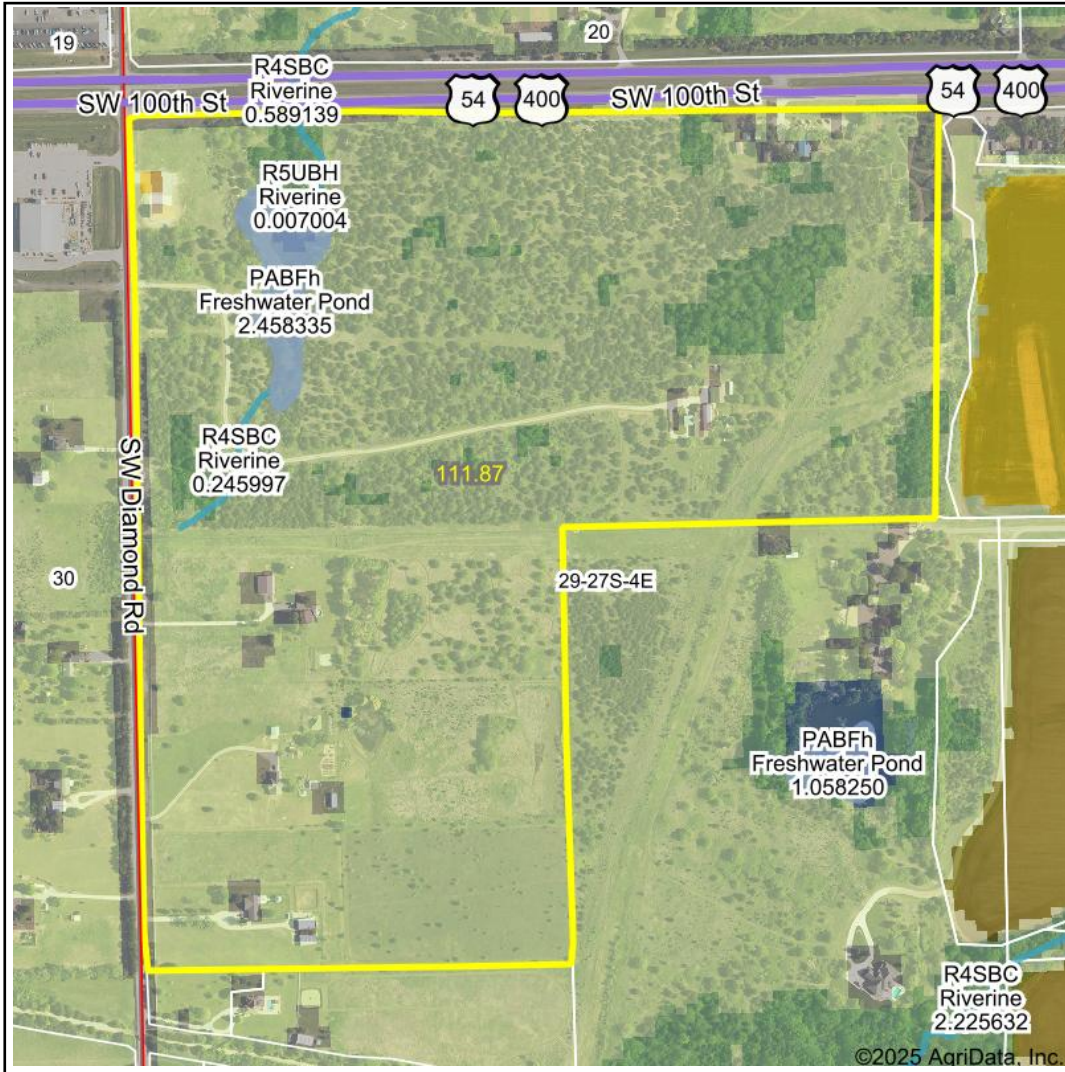 19
20
R4SBC
Riverine
0.589139
SW 100th St
54
400
SW 100th St
54
400
R5UBH
Riverine
0.007004
PABFh
Freshwater Pond
2.458335
R4SBC
Riverine
0.245997
111.87
SW Diamond Rd
30
29-27S-4E
PABFh
Freshwater Pond
1.058250
R4SBC
Riverine
2.225632
©2025 AgriData, Inc.